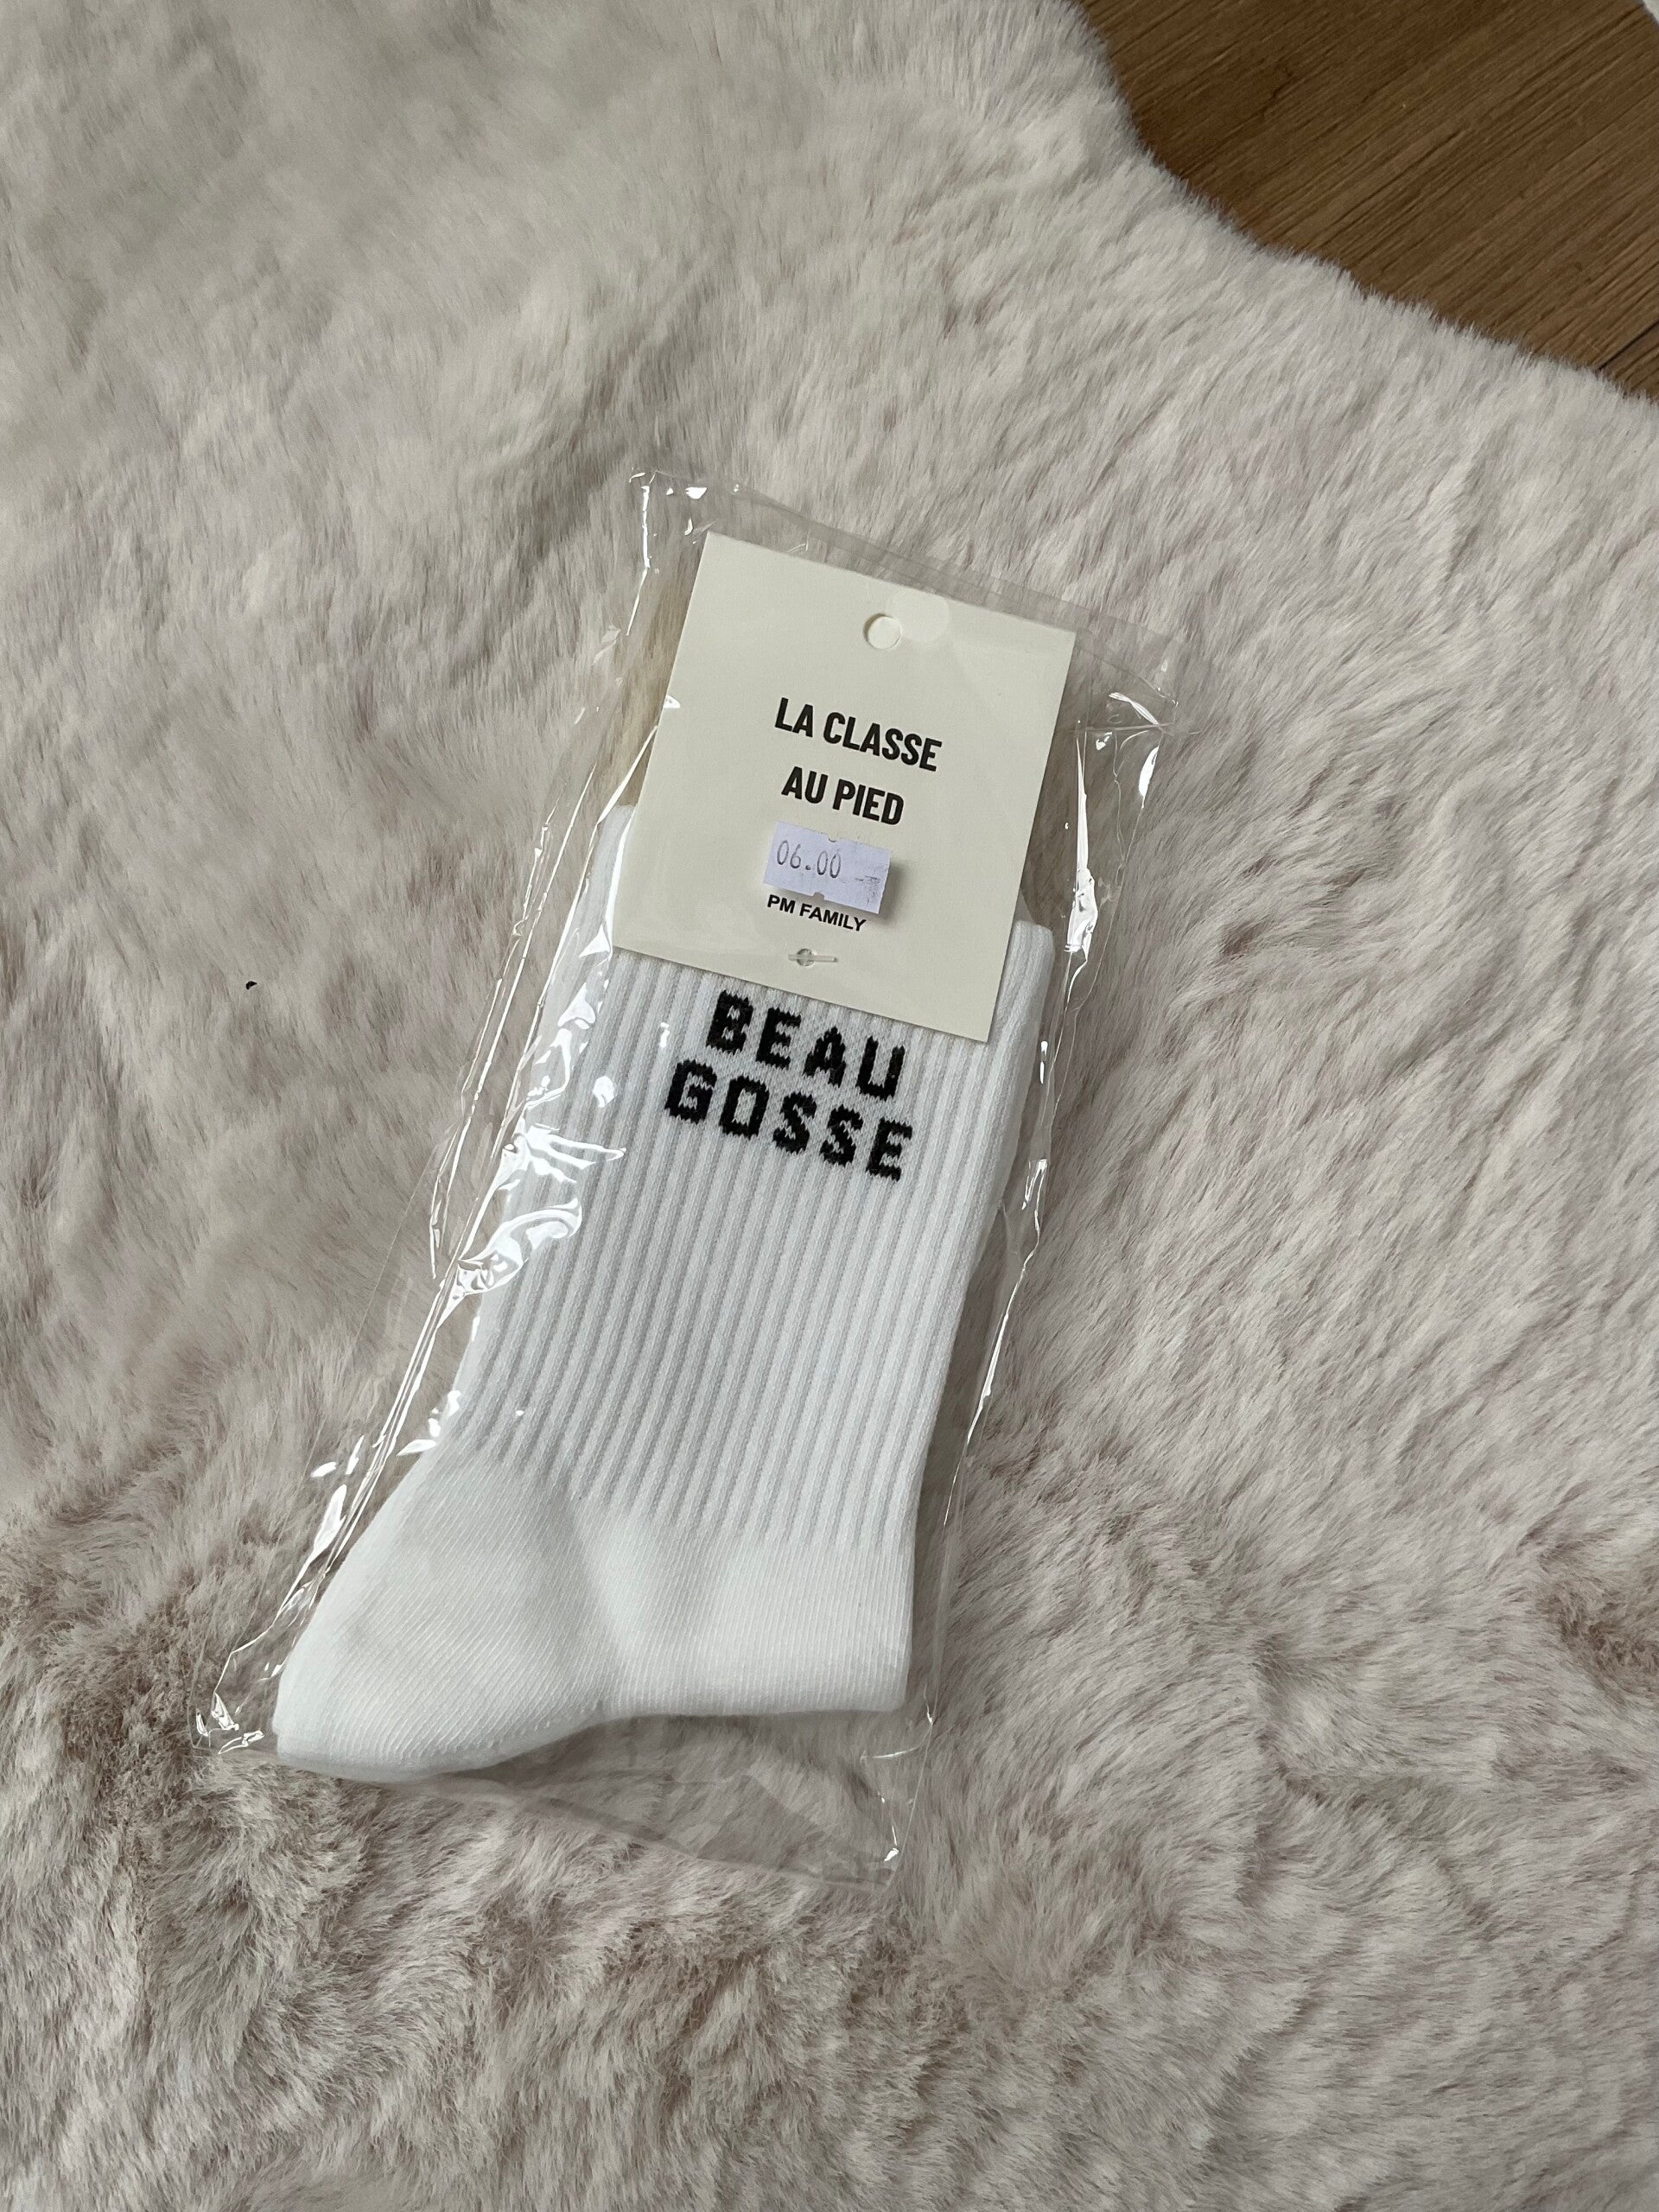 LA CLASSE
AU PIED
06.00
PM FAMILY
BEAU
GOSSE